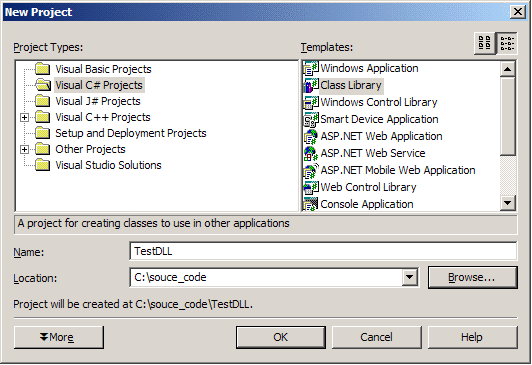 New Project
Project Types:
Templates:
Visual Basic Projects
Visual C# Projects
Visual J# Projects
Visual C++ Projects
Setup and Deployment Projects
Other Projects
Visual Studio Solutions
Windows Application
Class Library
Windows Control Library
Smart Device Application
ASP.NET Web Application
ASP.NET Web Service
ASP.NET Mobile Web Application
Web Control Library
Console Application
A project for creating classes to use in other applications
Name:
TestDLL
Location:
C:\souce_code
Browse...
Project will be created at C:\souce_code\TestDLL.
More
OK
Cancel
Help